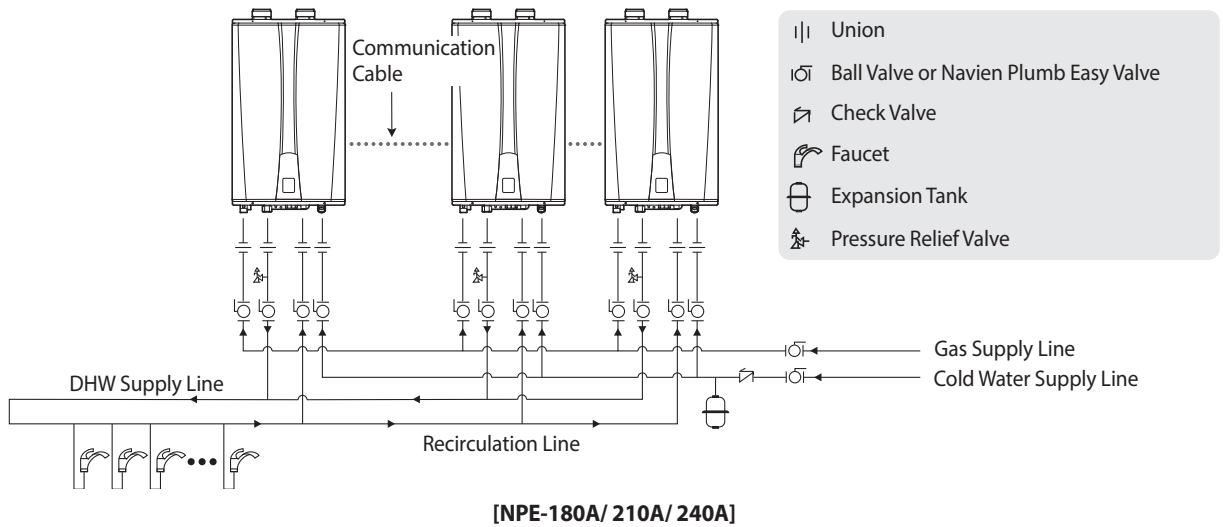 Communication
Cable
Union
Ball Valve or Navien Plumb Easy Valve
Check Valve
Faucet
Expansion Tank
Pressure Relief Valve
Gas Supply Line
Cold Water Supply Line
DHW Supply Line
Recirculation Line
[NPE-180A/ 210A/ 240A]